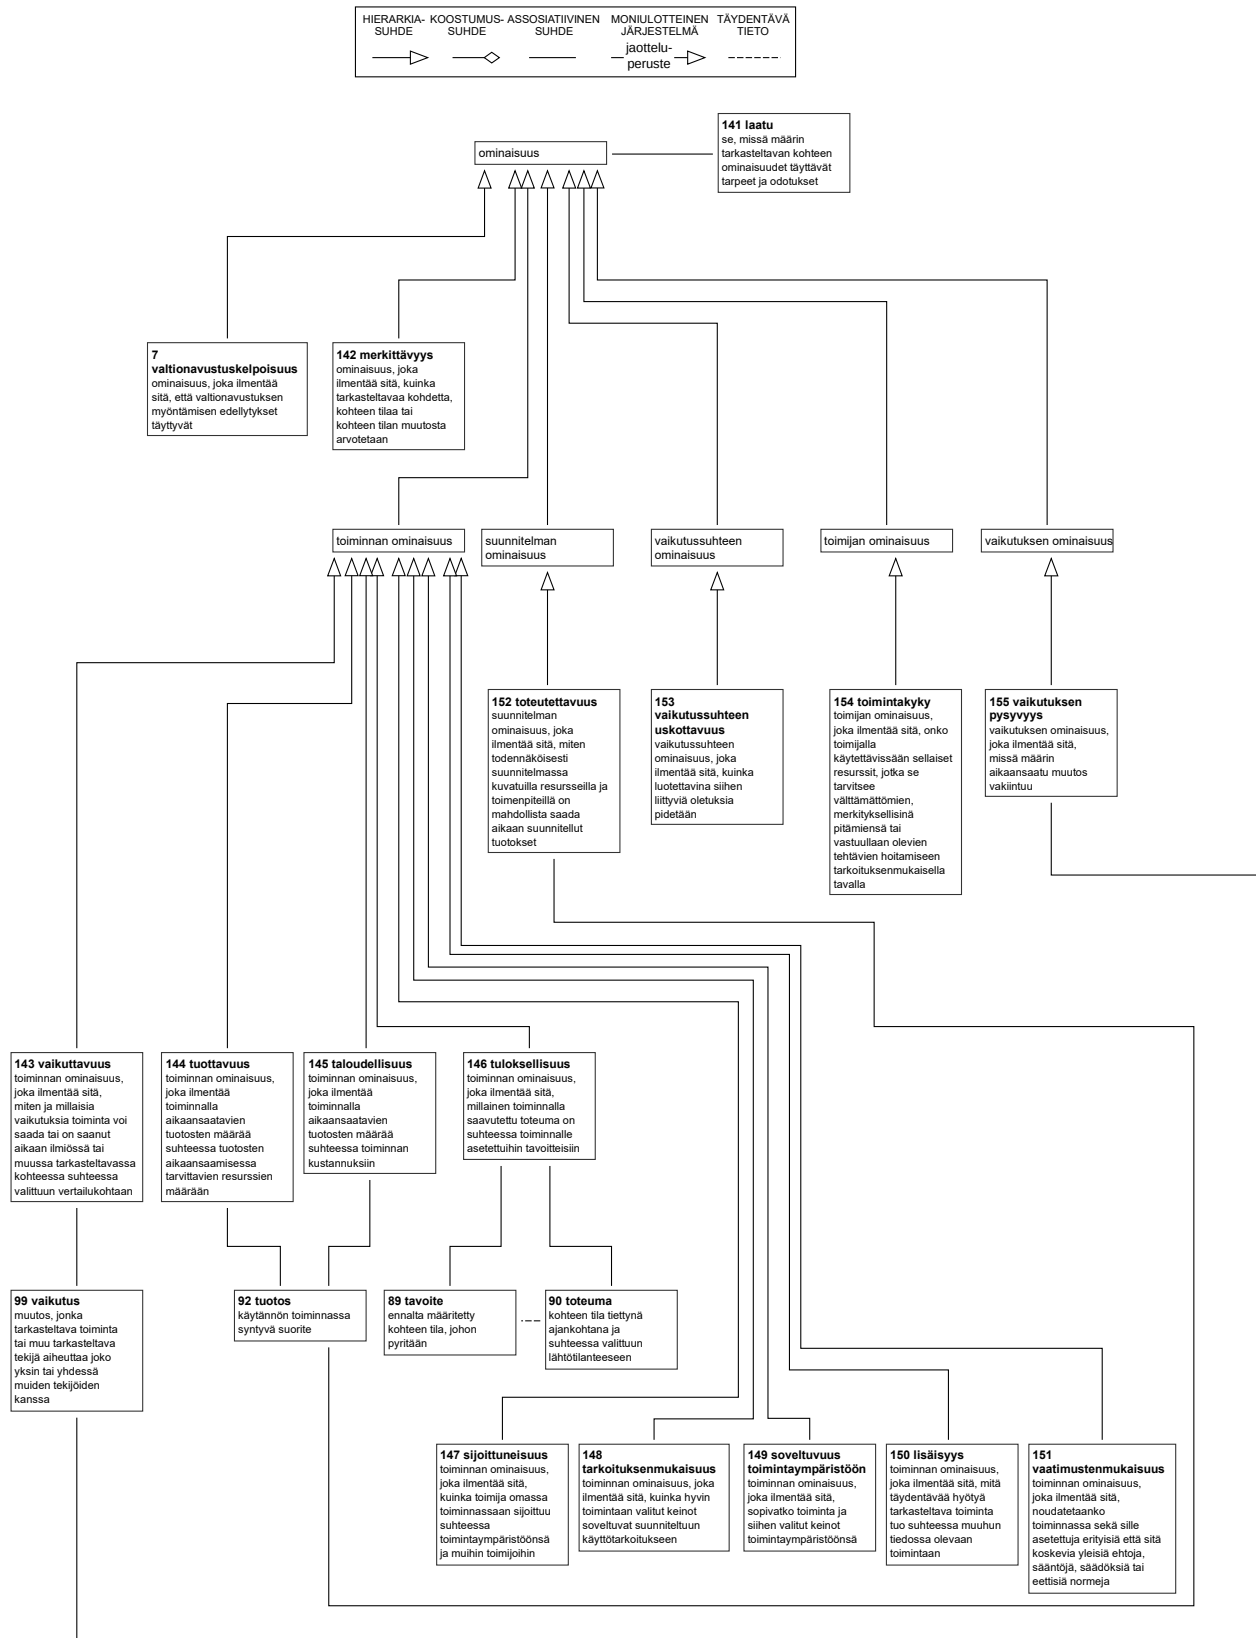 HIERARKIA-
SUHDE
KOOSTUMUS-
SUHDE
ASSOSIATIIVINEN
SUHDE
MONIULOTTEINEN
JÄRJESTELMÄ
jaottelu-
peruste
TÄYDENTÄVÄ
TIETO
ominaisuus
141 laatu
se, missä määrin
tarkasteltavan kohteen
ominaisuudet täyttävät
tarpeet ja odotukset
7
valtionavustuskelpoisuus
ominaisuus, joka ilmentää
sitä, että valtionavustuksen
myöntämisen edellytykset
täyttyvät
142 merkittävyys
ominaisuus, joka
ilmentää sitä, kuinka
tarkasteltavaa kohdetta,
kohteen tilaa tai
kohteen tilan muutosta
arvotetaan
toiminnan ominaisuus
suunnitelman
ominaisuus
vaikutussuhteen
ominaisuus
toimijan ominaisuus
vaikutuksen ominaisuus
152 toteutettavuus
suunnitelman
ominaisuus, joka
ilmentää sitä, miten
todennäköisesti
suunnitelmassa
kuvatuilla resursseilla ja
toimenpiteillä on
mahdollista saada
aikaan suunnitellut
tuotokset
153
vaikutussuhteen
uskottavuus
vaikutussuhteen
ominaisuus, joka
ilmentää sitä, kuinka
luotettavina siihen
liittyviä oletuksia
pidetään
154 toimintakyky
toimijan ominaisuus,
joka ilmentää sitä, onko
toimijalla
käytettävissään sellaiset
resurssit, jotka se
tarvitsee
välttämättömien,
merkityksellisinä
pitämiensä tai
vastuullaan olevien
tehtävien hoitamiseen
tarkoituksenmukaisella
tavalla
155 vaikutuksen
pysyvyys
vaikutuksen ominaisuus,
joka ilmentää sitä,
missä määrin
aikaansaatu muutos
vakiintuu
143 vaikuttavuus
toiminnan ominaisuus,
joka ilmentää sitä,
miten ja millaisia
vaikutuksia toiminta voi
saada tai on saanut
aikaan ilmiössä tai
muussa tarkasteltavassa
kohteessa suhteessa
valittuun vertailukohtaan
144 tuottavuus
toiminnan ominaisuus,
joka ilmentää
toiminnalla
aikaansaatavien
tuotosten määrää
suhteessa tuotosten
aikaansaamisessa
tarvittavien resurssien
määrään
145 taloudellisuus
toiminnan ominaisuus,
joka ilmentää
toiminnalla
aikaansaatavien
tuotosten määrää
suhteessa toiminnan
kustannuksiin
146 tuloksellisuus
toiminnan ominaisuus,
joka ilmentää sitä,
millainen toiminnalla
saavutettu toteuma on
suhteessa toiminnalle
asetettuihin tavoitteisiin
99 vaikutus
muutos, jonka
tarkasteltava toiminta
tai muu tarkasteltava
tekijä aiheuttaa joko
yksin tai yhdessä
muiden tekijöiden
kanssa
92 tuotos
käytännön toiminnassa
syntyvä suorite
89 tavoite
ennalta määritetty
kohteen tila, johon
pyritään
90 toteuma
kohteen tila tiettynä
ajankohtana ja
suhteessa valittuun
lähtötilanteeseen
147 sijoittuneisuus
toiminnan ominaisuus,
joka ilmentää sitä,
kuinka toimija omassa
toiminnassaan sijoittuu
suhteessa
toimintaympäristöönsä
ja muihin toimijoihin
148
tarkoituksenmukaisuus
toiminnan ominaisuus, joka
ilmentää sitä, kuinka hyvin
toimintaan valitut keinot
soveltuvat suunniteltuun
käyttötarkoitukseen
149 soveltuvuus
toimintaympäristöön
toiminnan ominaisuus,
joka ilmentää sitä,
sopivatko toiminta ja
siihen valitut keinot
toimintaympäristöönsä
150 lisäisyys
toiminnan ominaisuus,
joka ilmentää sitä, mitä
täydentävää hyötyä
tarkasteltava toiminta
tuo suhteessa muuhun
tiedossa olevaan
toimintaan
151
vaatimustenmukaisuus
toiminnan ominaisuus,
joka ilmentää sitä,
noudatetaanko
toiminnassa sekä sille
asetettuja erityisiä että sitä
koskevia yleisiä ehtoja,
sääntöjä, säädöksiä tai
eettisiä normeja